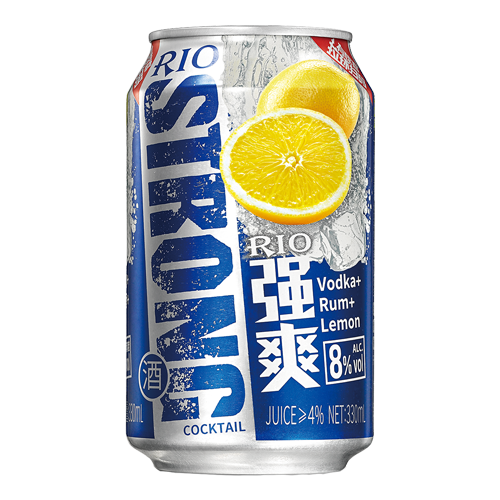 RIO
STRONG
COCKTAIL
酒
RIO
强爽
Vodka+
Rum+
Lemon
8%
ALC.
vol
JUICE≥4% NET:330mL